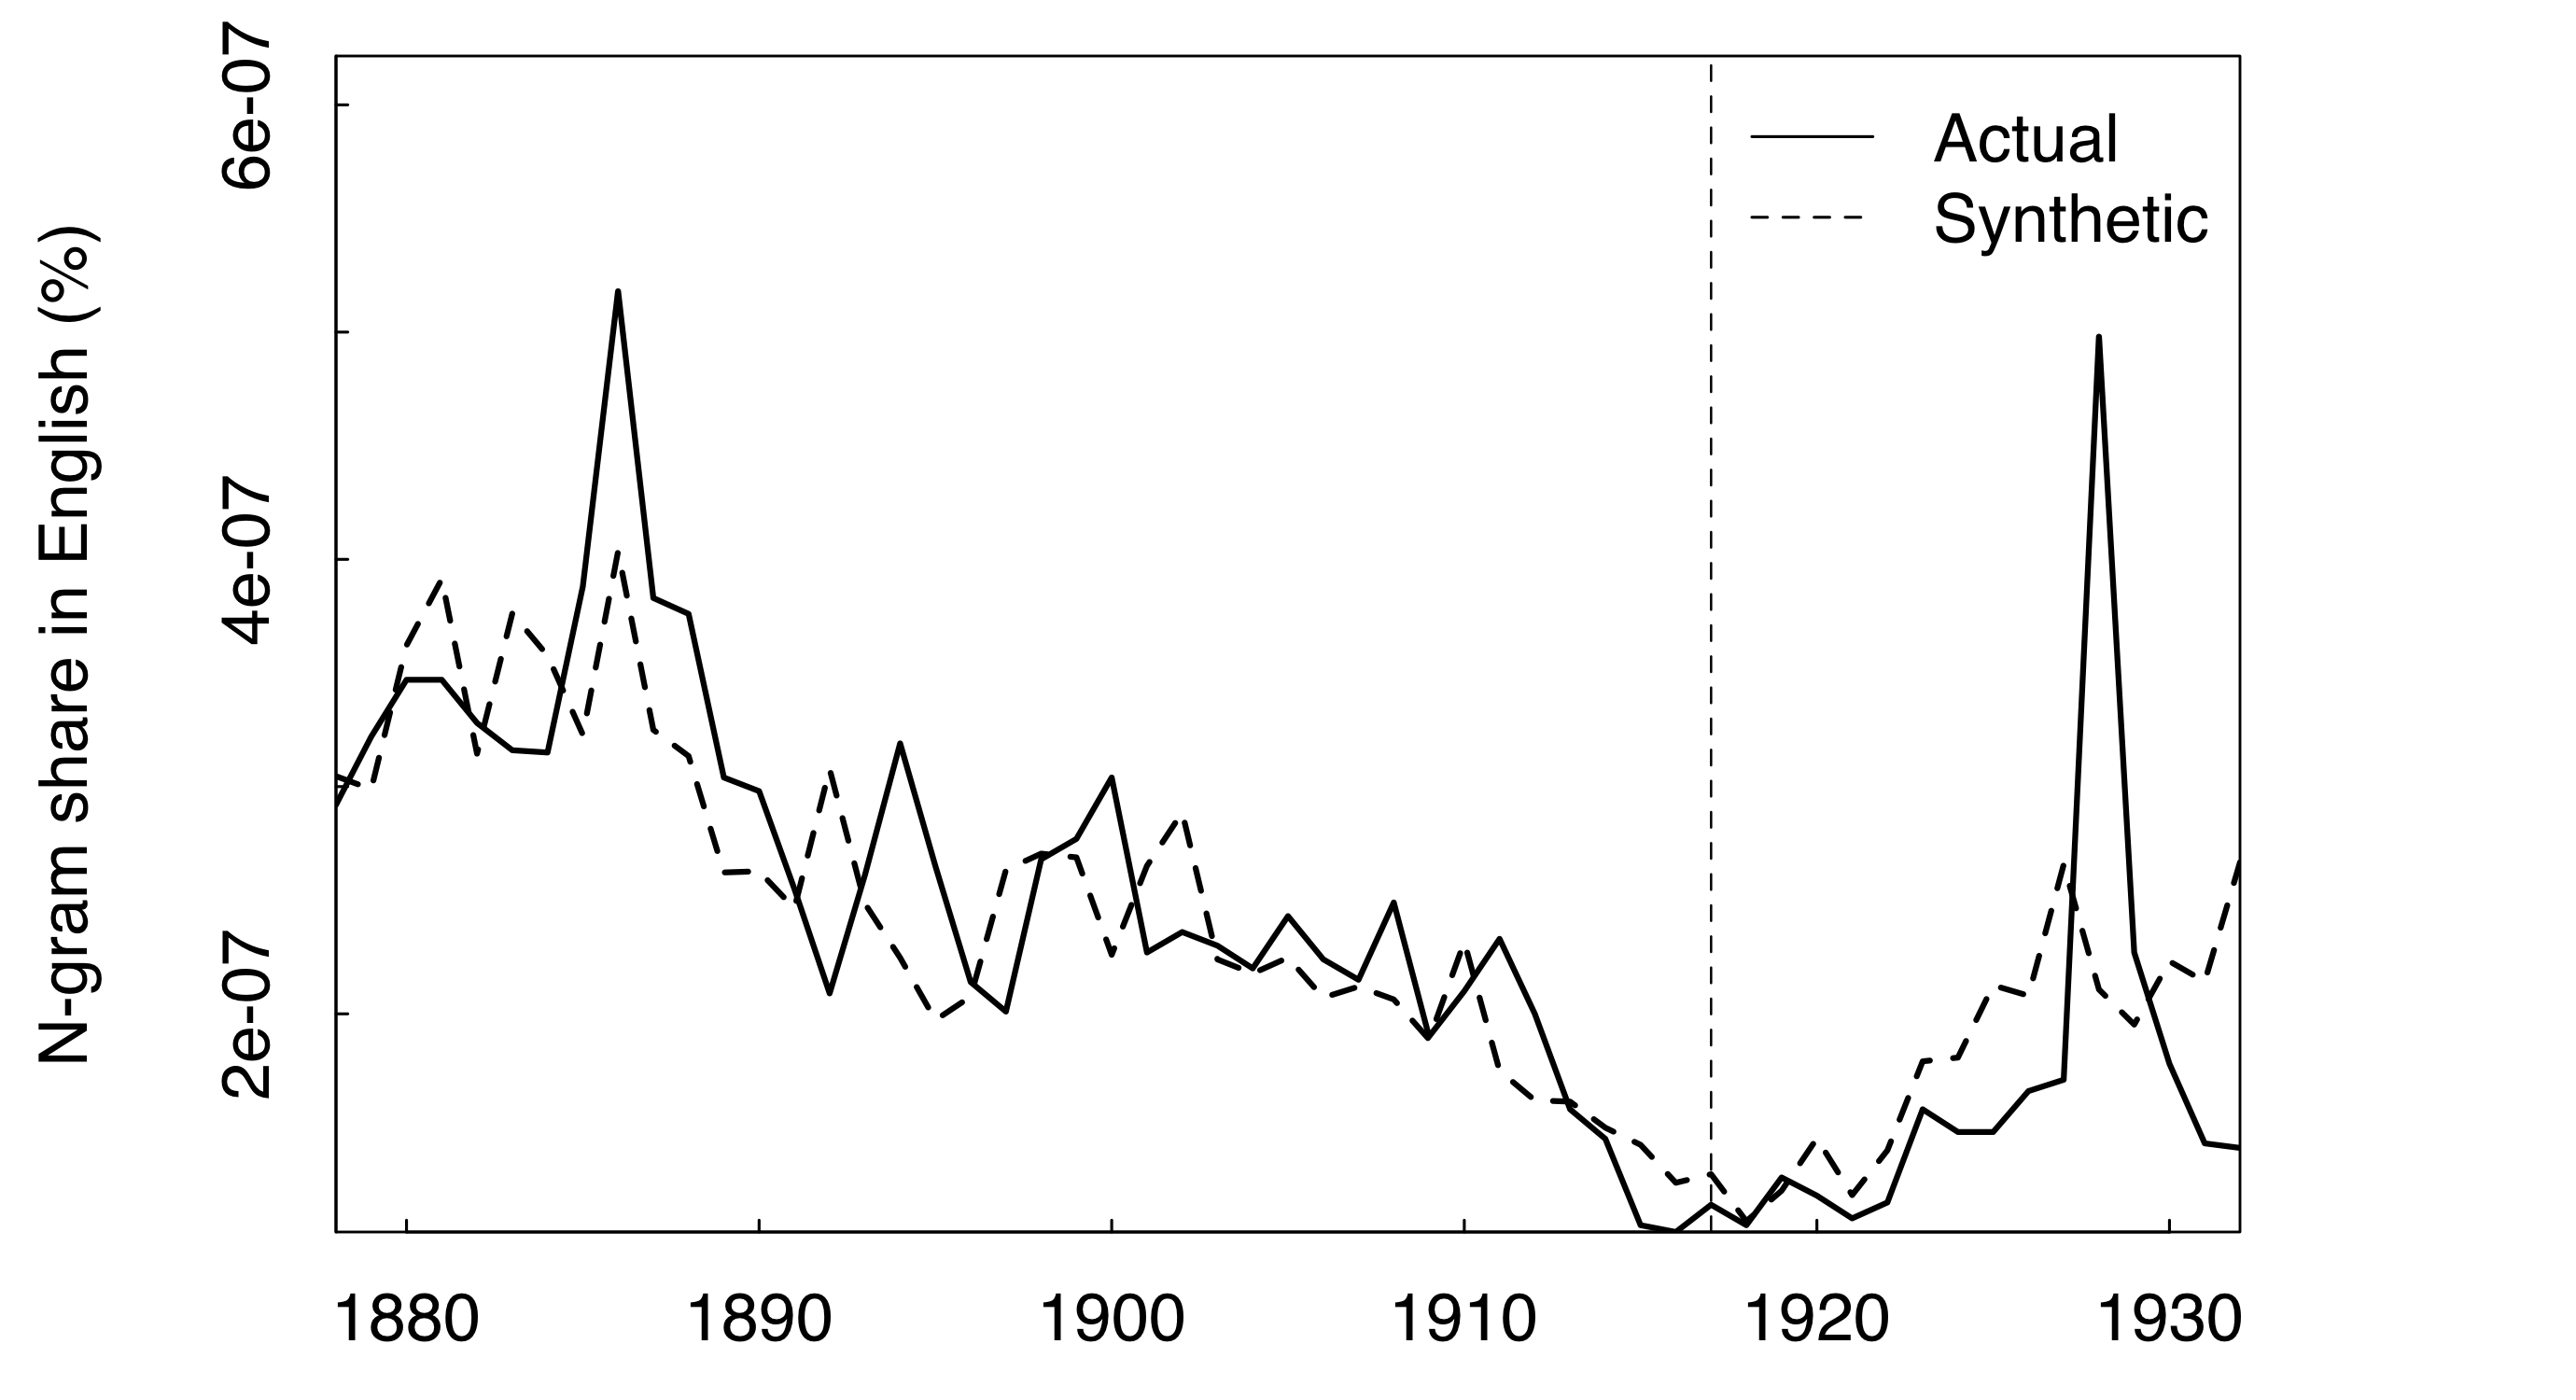 N-gram share in English (%)
6e-07
4e-07
2e-07
Actual
Synthetic
1880 1890 1900 1910 1920 1930